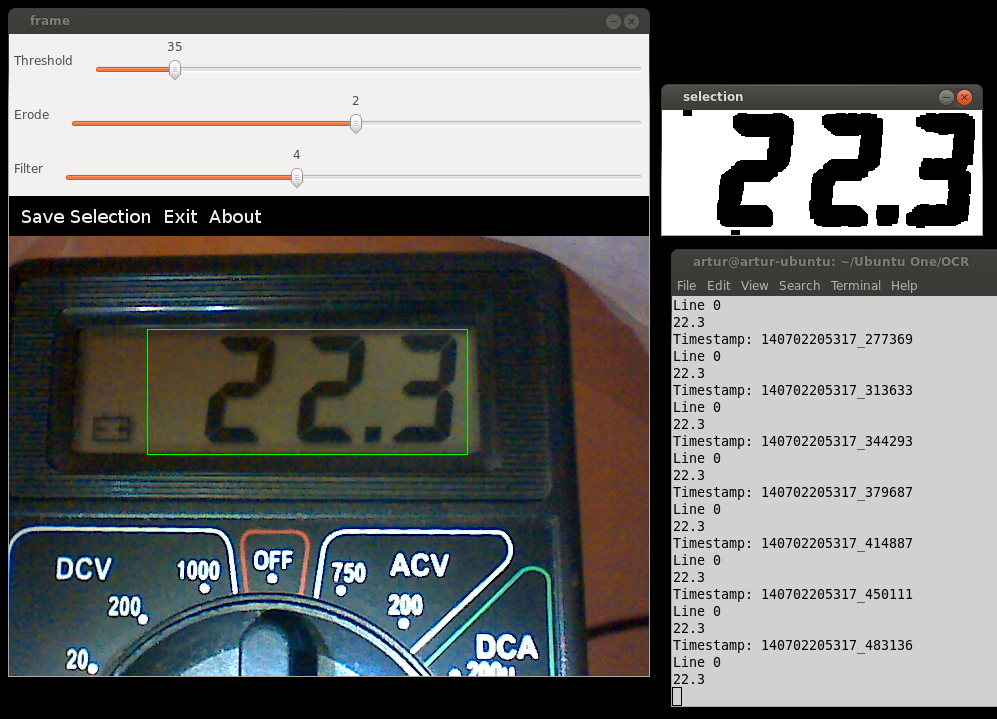 frame
35
Threshold
2
Erode
4
Filter
Save Selection Exit About
22.3
DCV 1000 OFF 750 ACV
200 200
20 DCA
200µ
selection
22.3
artur@artur-ubuntu: ~/Ubuntu One/OCR
File Edit View Search Terminal Help
Line 0
22.3
Timestamp: 140702205317_277369
Line 0
22.3
Timestamp: 140702205317_313633
Line 0
22.3
Timestamp: 140702205317_344293
Line 0
22.3
Timestamp: 140702205317_379687
Line 0
22.3
Timestamp: 140702205317_414887
Line 0
22.3
Timestamp: 140702205317_450111
Line 0
22.3
Timestamp: 140702205317_483136
Line 0
22.3